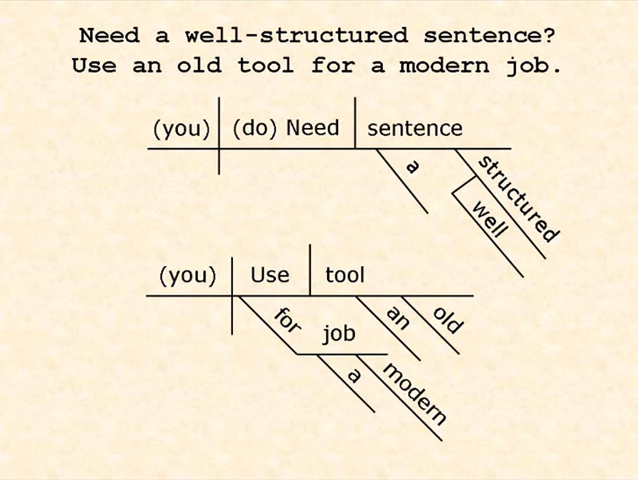 Need a well-structured sentence?
Use an old tool for a modern job.
(you) (do) Need sentence
a
structured
well
(you) Use tool
for
an
old
job
a
modern